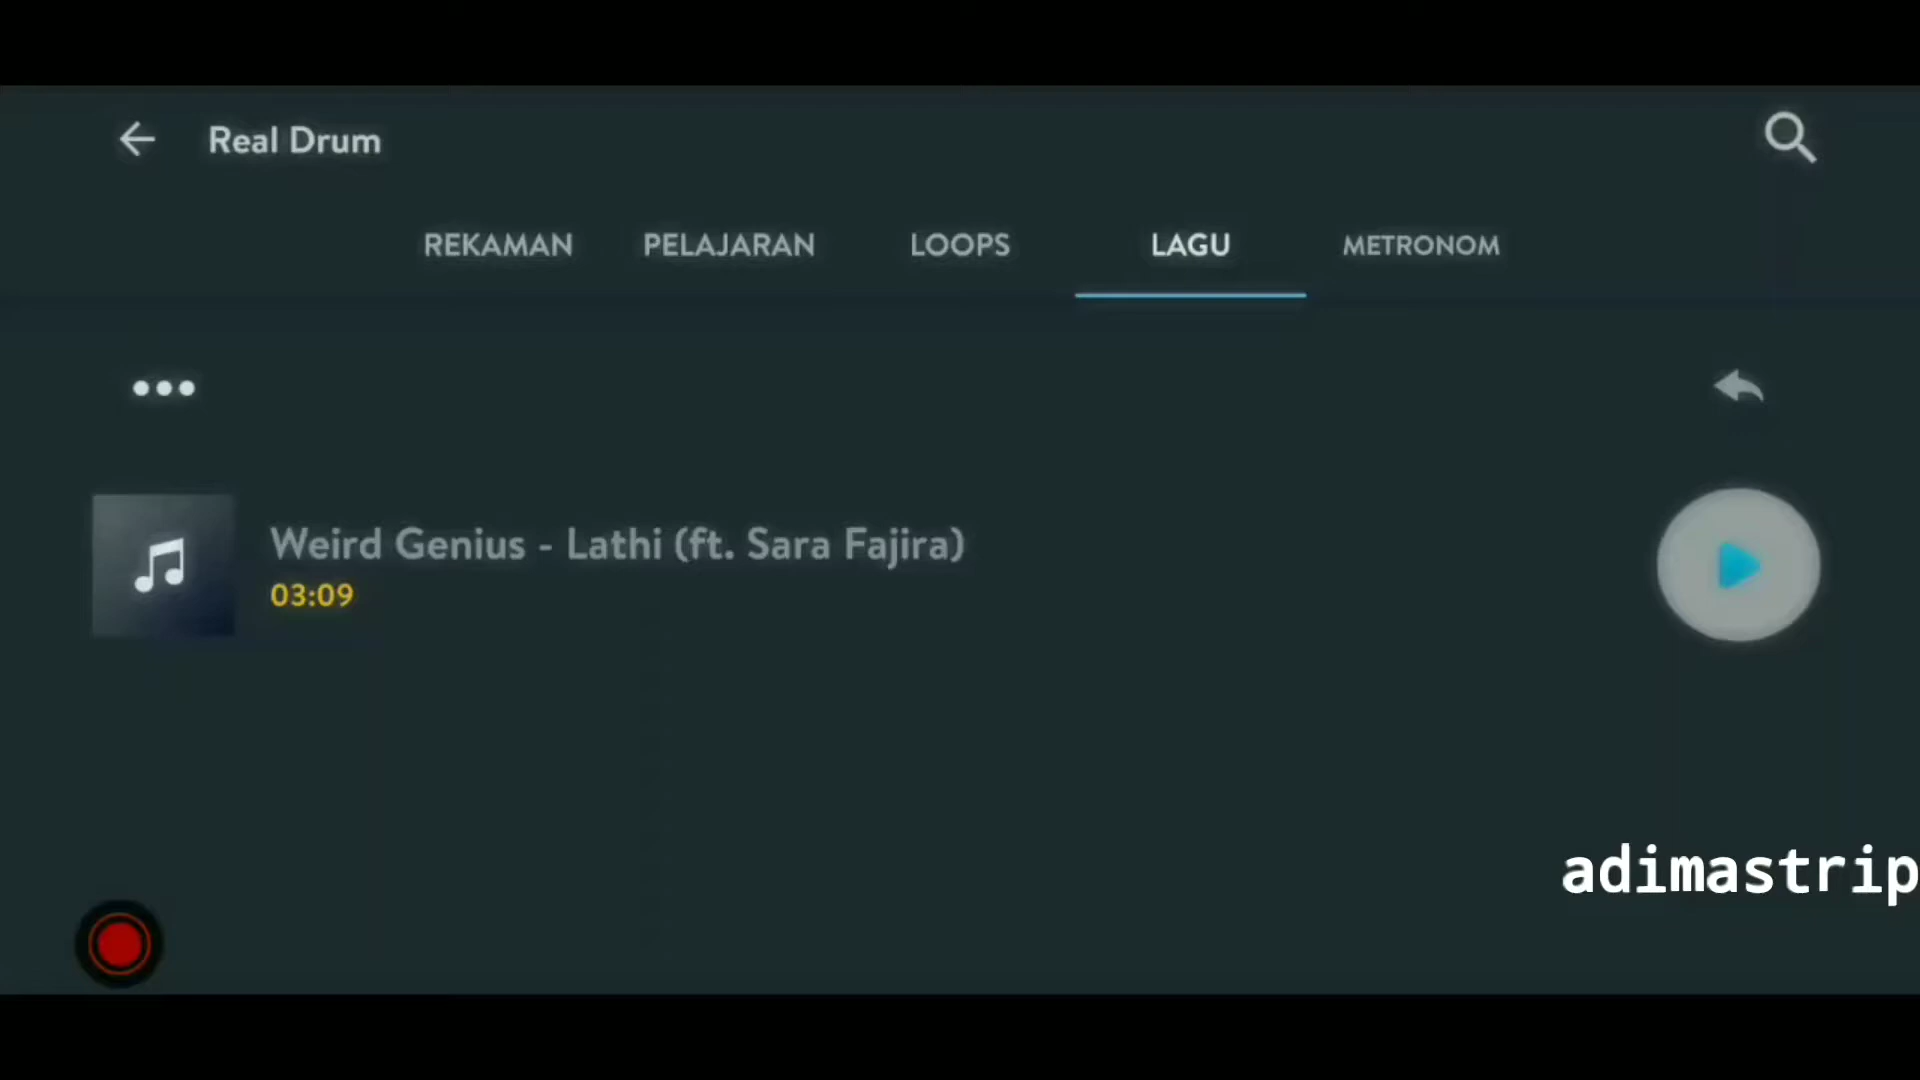 Real Drum
REKAMAN PELAJARAN LOOPS LAGU METRONOM
Weird Genius - Lathi (ft. Sara Fajira)
03:09
adimastrip